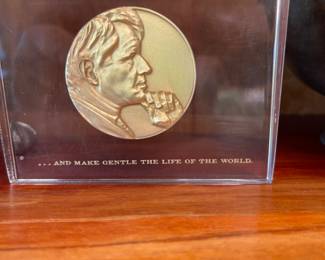 ...AND MAKE GENTLE THE LIFE OF THE WORLD.